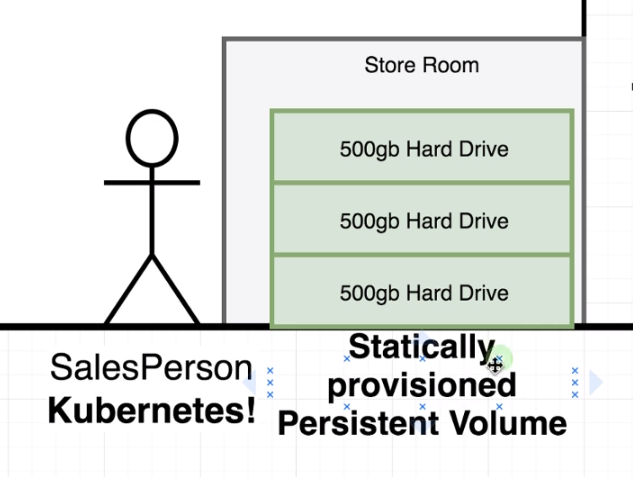 Store Room
500gb Hard Drive
500gb Hard Drive
500gb Hard Drive
SalesPerson
Kubernetes!
Statically
provisioned
Persistent Volume